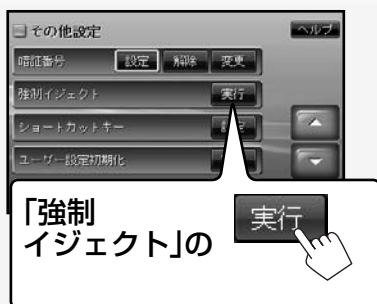 その他設定
ヘルプ
暗証番号
設定
解除
変更
強制イジェクト
実行
ショートカットキー
ユーザー設定初期化
「強制
イジェクト」の
実行